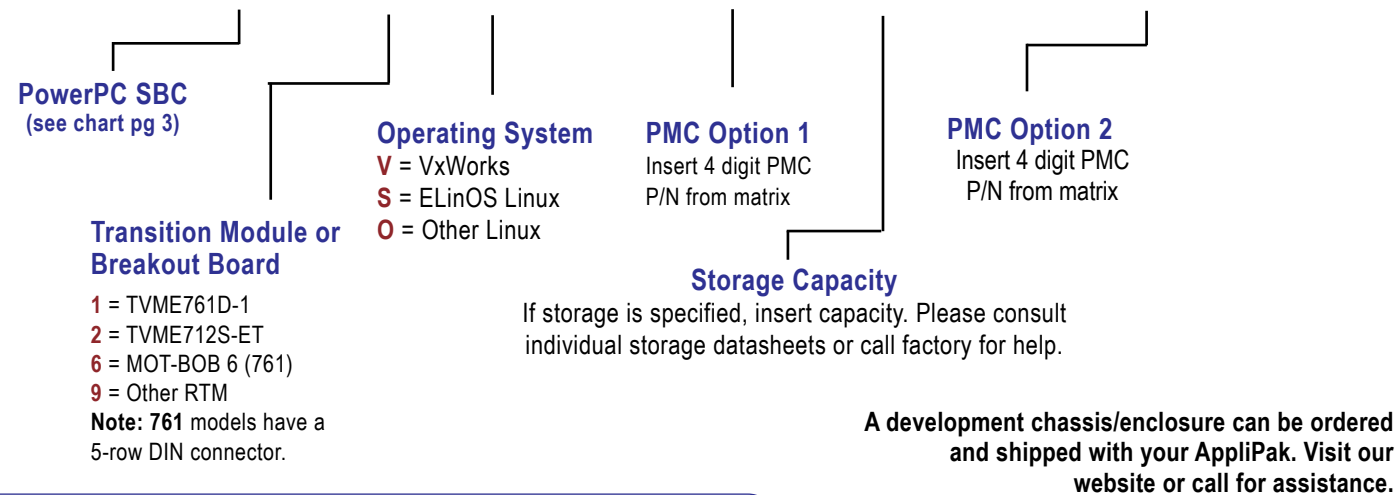 PowerPC SBC
(see chart pg 3)
Transition Module or
Breakout Board
1 = TVME761D-1
2 = TVME712S-ET
6 = MOT-BOB 6 (761)
9 = Other RTM
Note: 761 models have a
5-row DIN connector.
Operating System
V = VxWorks
S = ELinOS Linux
O = Other Linux
PMC Option 1
Insert 4 digit PMC
P/N from matrix
Storage Capacity
If storage is specified, insert capacity. Please consult
individual storage datasheets or call factory for help.
PMC Option 2
Insert 4 digit PMC
P/N from matrix
A development chassis/enclosure can be ordered
and shipped with your AppliPak. Visit our
website or call for assistance.